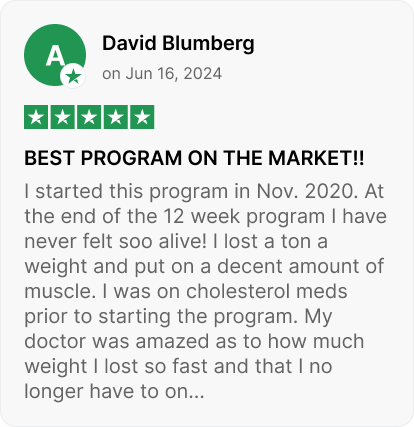 A
David Blumberg
on Jun 16, 2024
BEST PROGRAM ON THE MARKET!!
I started this program in Nov. 2020. At
the end of the 12 week program I have
never felt soo alive! I lost a ton a
weight and put on a decent amount of
muscle. I was on cholesterol meds
prior to starting the program. My
doctor was amazed as to how much
weight I lost so fast and that I no
longer have to on...